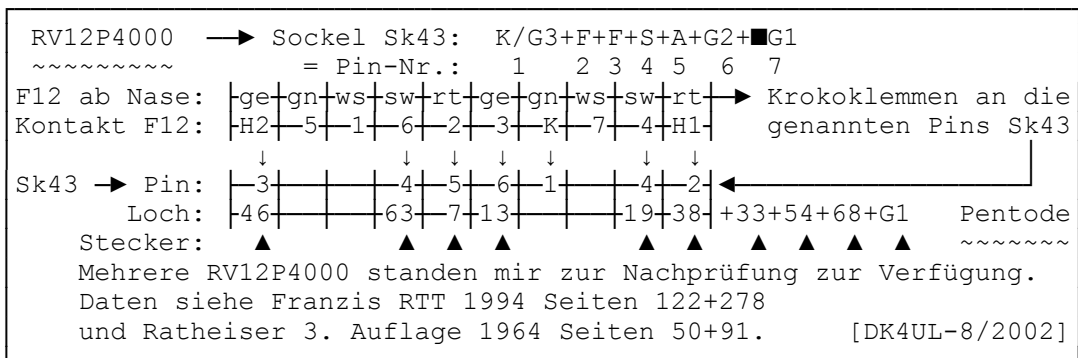 RV12P4000 ──► Sockel Sk43: K/G3+F+F+S+A+G2+■G1
~~~~~~~~~ = Pin-Nr.: 1 2 3 4 5 6 7
F12 ab Nase: ├ge┼gn┼ws┼sw┼rt┼ge┼gn┼ws┼sw┼rt┼─► Krokoklemmen an die
Kontakt F12: ├H2┼─5┼─1┼─6┼─2┼─3┼─K┼─7┼─4┼H1┤ genannten Pins Sk43
↓ ↓ ↓ ↓ ↓ ↓ ↓
Sk43 ─► Pin: ├─3┼──┼──┼─4┼─5┼─6┼─1┼──┼─4┼─2┤◄
Loch: ┼46┼──┼──┼63┼─7┼13┼──┼──┼19┼38┤+33+54+68+G1 Pentode
Stecker: ▲ ▲ ▲ ▲ ▲ ▲ ▲ ▲ ▲ ▲ ~~~~~~~
Mehrere RV12P4000 standen mir zur Nachprüfung zur Verfügung.
Daten siehe Franzis RTT 1994 Seiten 122+278
und Ratheiser 3. Auflage 1964 Seiten 50+91. [DK4UL-8/2002]